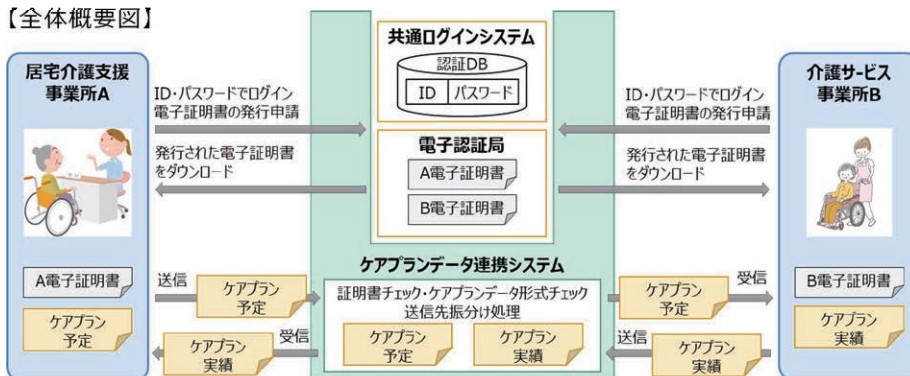 【全体概要図】
居宅介護支援
事業所A
ID・パスワードでログイン
電子証明書の発行申請
発行された電子証明書
をダウンロード
共通ログインシステム
認証DB
ID
パスワード
電子認証局
A電子証明書
B電子証明書
ID・パスワードでログイン
電子証明書の発行申請
発行された電子証明書
をダウンロード
介護サービス
事業所B
A電子証明書
ケアプラン
予定
送信
ケアプラン
予定
ケアプラン
実績
受信
ケアプランデータ連携システム
証明書チェック・ケアプランデータ形式チェック
送信先振分け処理
ケアプラン
予定
ケアプラン
実績
ケアプラン
予定
受信
送信
ケアプラン
実績
B電子証明書
ケアプラン
実績